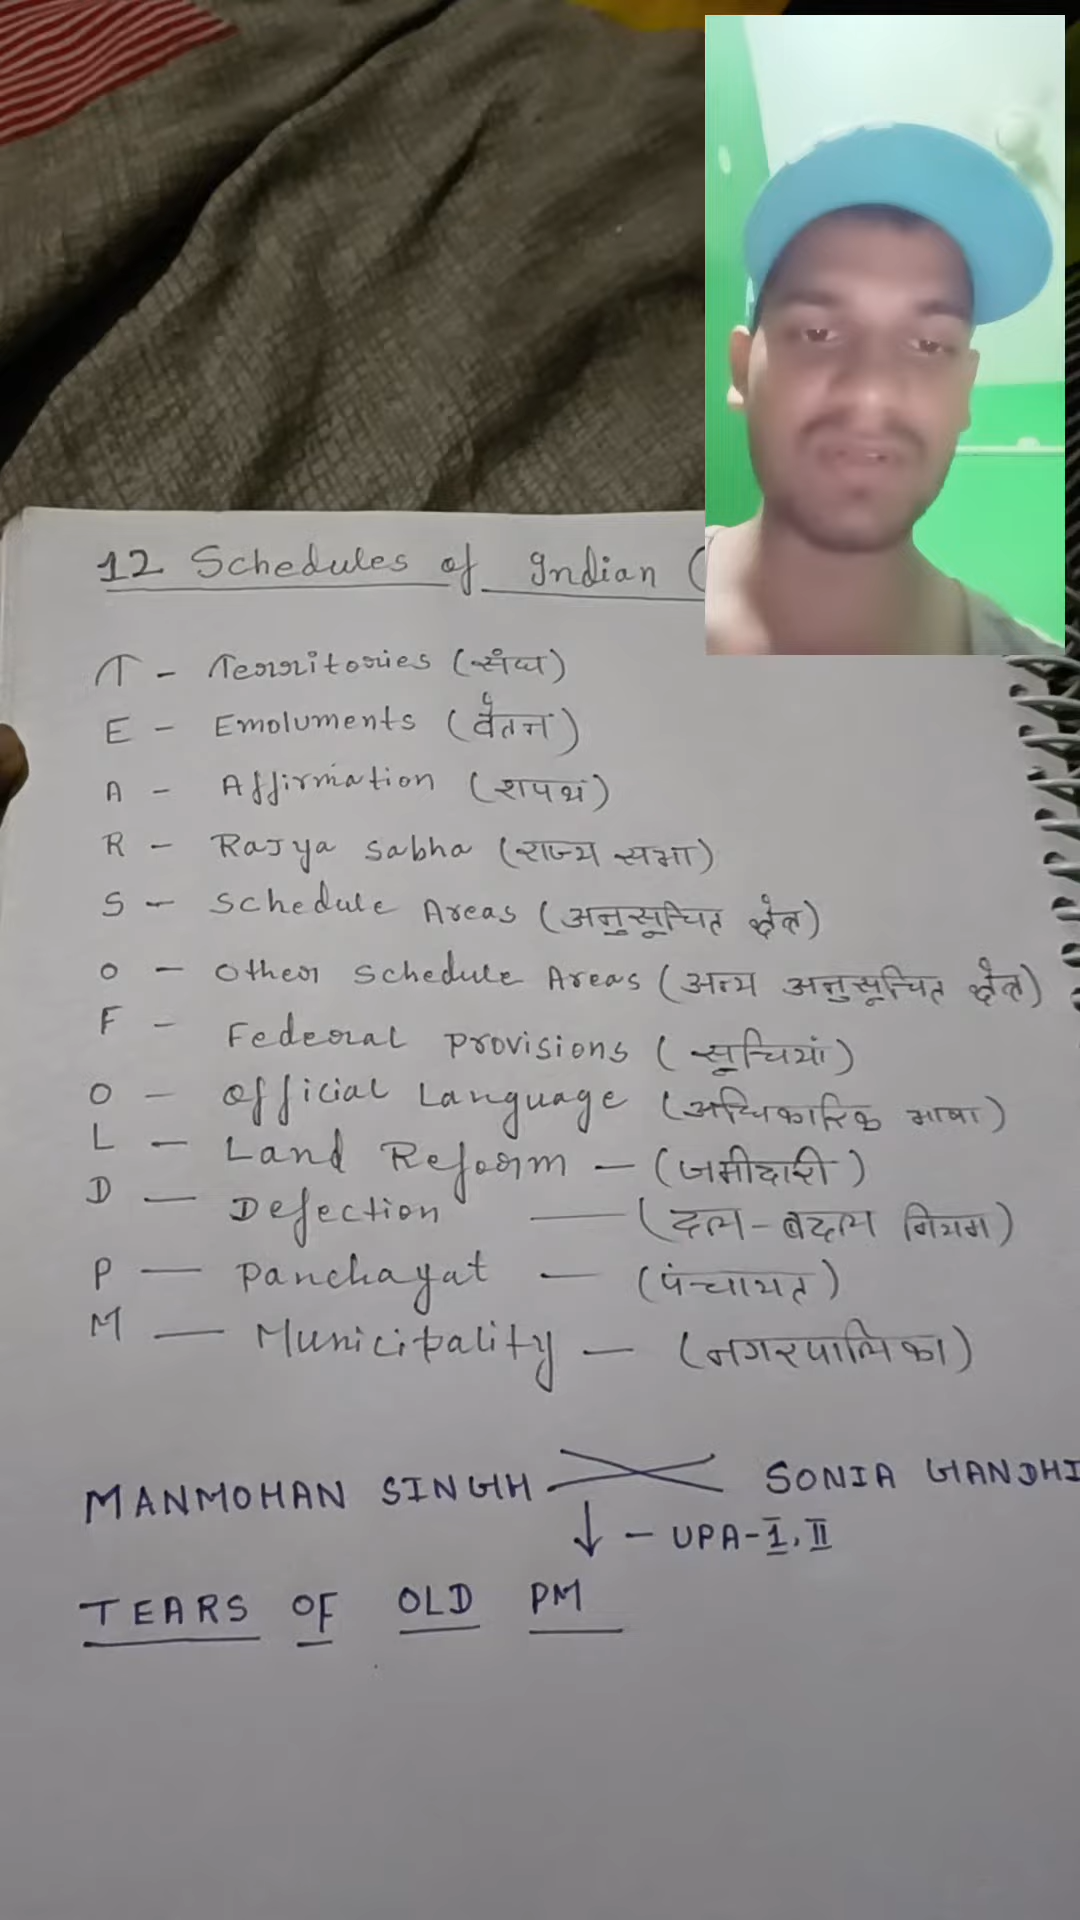 12 Schedules of Indian (
T - Territories (संघ)
E - Emoluments (वेतन)
A - Affirmation (शपथ)
R - Rajya Sabha (राज्य सभा)
S - Schedule Areas (अनुसूचित क्षेत्र)
O - Other Schedule Areas (अन्य अनुसूचित क्षेत्र)
F - Federal Provisions (सूचियां)
O - Official Language (अधिकारिक भाषा)
L - Land Reform - (जमीदारी)
D - Defection - (दल-बदल नियम)
P - Panchayat - (पंचायत)
M - Municipality - (नगरपालिका)
MANMOHAN SINGH SONIA GANDHI
↓ - UPA-I, II
TEARS OF OLD PM